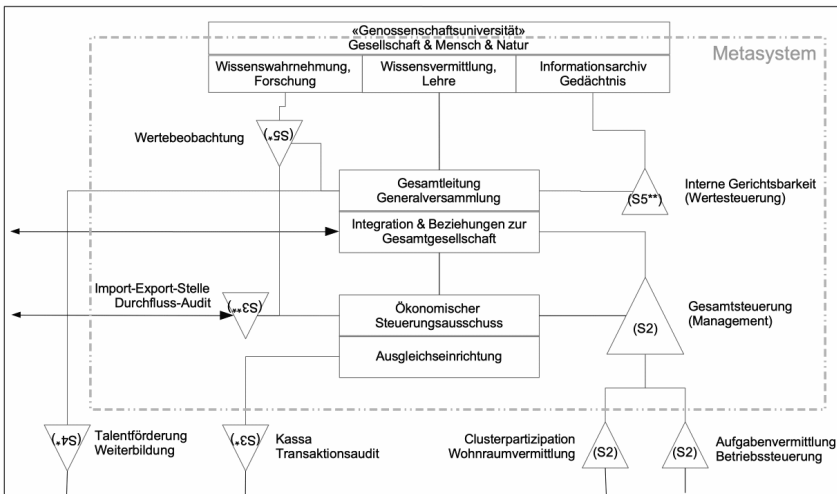 «Genossenschaftsuniversität»
Gesellschaft & Mensch & Natur
Metasystem
Wissenswahrnehmung,
Forschung
Wissensvermittlung,
Lehre
Informationsarchiv
Gedächtnis
Wertebeobachtung
(S5*)
Gesamtleitung
Generalversammlung
(S5**)
Interne Gerichtsbarkeit
(Wertesteuerung)
Integration & Beziehungen zur
Gesamtgesellschaft
Import-Export-Stelle
Durchfluss-Audit
(S3**)
Ökonomischer
Steuerungsausschuss
(S2)
Gesamtsteuerung
(Management)
Ausgleichseinrichtung
(S4*)
Talentförderung
Weiterbildung
(S3*)
Kassa
Transaktionsaudit
Clusterpartizipation
Wohnraumvermittlung
(S2)
(S2)
Aufgabenvermittlung
Betriebssteuerung